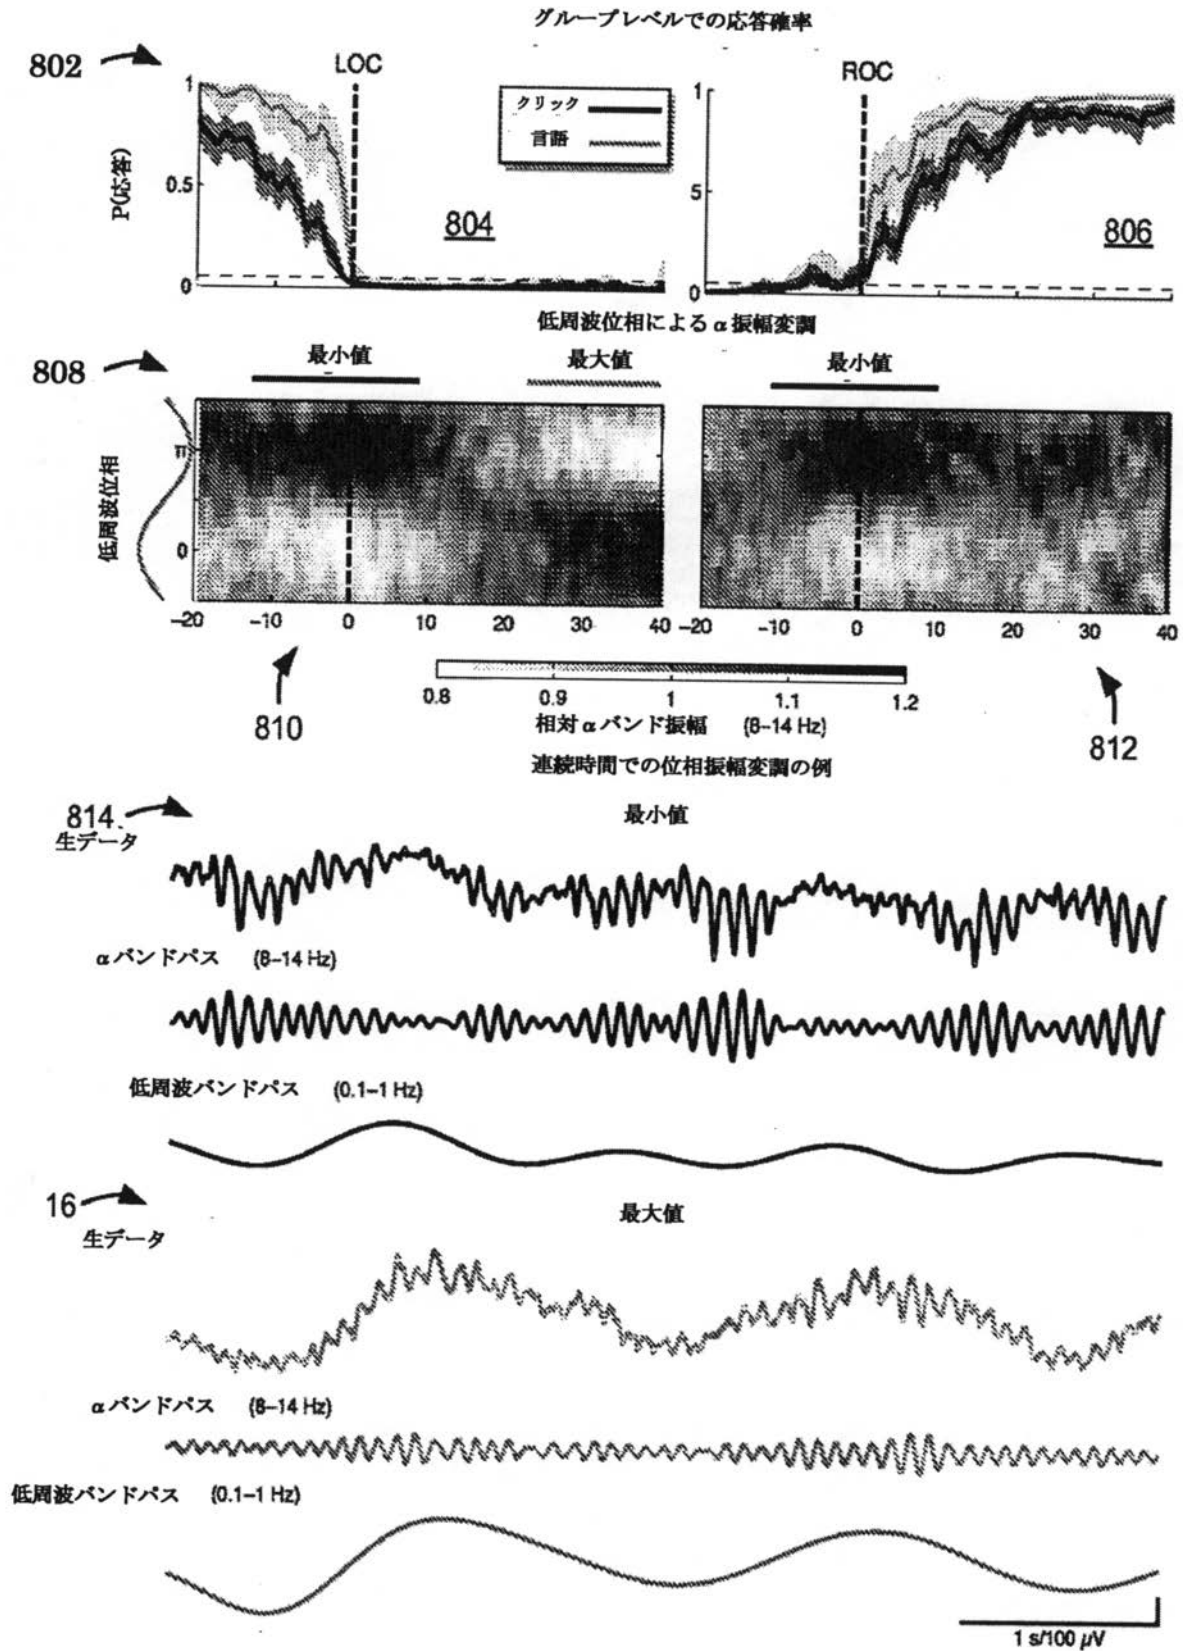 グループレベルでの応答確率
802
LOC
ROC
クリック
言語
P(応答)
1
0.5
0
804
1
5
0
806
低周波位相によるα振幅変調
808
最小値
最大値
最小値
低周波位相
π
0
-20 -10 0 10 20 30 40
-20 -10 0 10 20 30 40
810
0.8 0.9 1 1.1 1.2
相対αバンド振幅 (8-14 Hz)
812
連続時間での位相振幅変調の例
814
最小値
生データ
αバンドパス (8-14 Hz)
低周波バンドパス (0.1-1 Hz)
16
最大値
生データ
αバンドパス (8-14 Hz)
低周波バンドパス (0.1-1 Hz)
1 s/100 μV